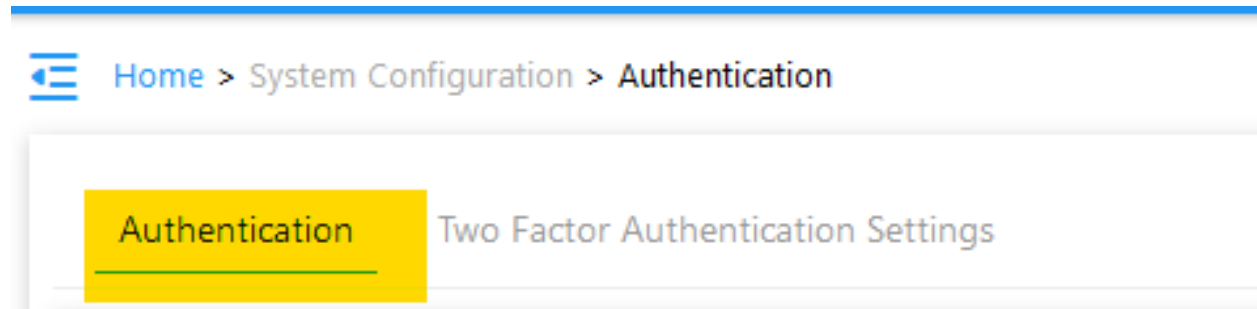 Home > System Configuration > Authentication
Authentication Two Factor Authentication Settings